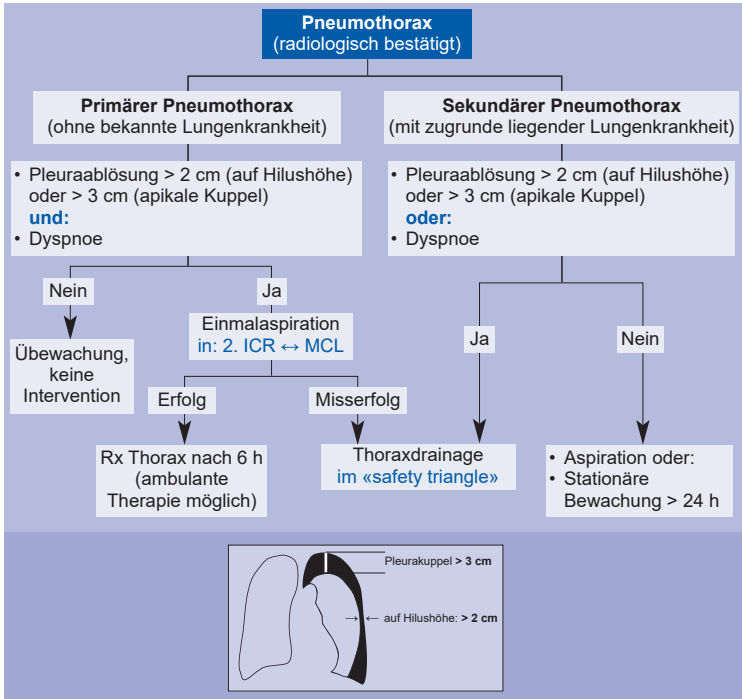 Pneumothorax
(radiologisch bestätigt)
Primärer Pneumothorax
(ohne bekannte Lungenkrankheit)
Sekundärer Pneumothorax
(mit zugrunde liegender Lungenkrankheit)
• Pleuraablösung > 2 cm (auf Hilushöhe)
oder > 3 cm (apikale Kuppel)
und:
• Dyspnoe
• Pleuraablösung > 2 cm (auf Hilushöhe)
oder > 3 cm (apikale Kuppel)
oder:
• Dyspnoe
Nein
Ja
Übewachung,
keine
Intervention
Einmalaspiration
in: 2. ICR ↔ MCL
Ja
Nein
Erfolg
Misserfolg
Rx Thorax nach 6 h
(ambulante
Therapie möglich)
Thoraxdrainage
im «safety triangle»
• Aspiration oder:
• Stationäre
Bewachung > 24 h
Pleurakuppel > 3 cm
auf Hilushöhe: > 2 cm